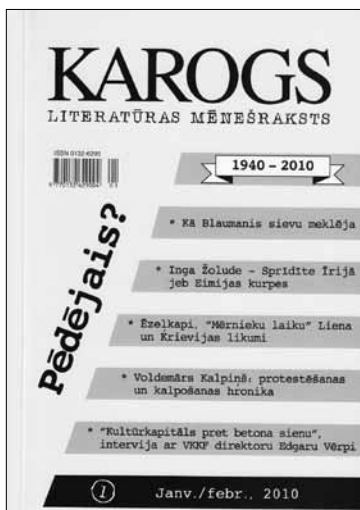 KAROGS
LITERATŪRAS MĒNEŠRAKSTS
ISSN 0132-6295
1940 – 2010
Pēdējais?
* Kā Blaumanis sievu meklēja
* Inga Žolude – Sprīdīte Īrijā
jeb Eimijas kurpes
* Ēzeļkapi, "Mērnieku laiku" Liena
un Krievijas likumi
* Voldemārs Kalpiņš: protestēšanas
un kalpošanas hronika
* "Kultūrkapitāls pret betona sienu",
intervija ar VKKF direktoru Edgaru Vērpi
1 Janv./febr., 2010